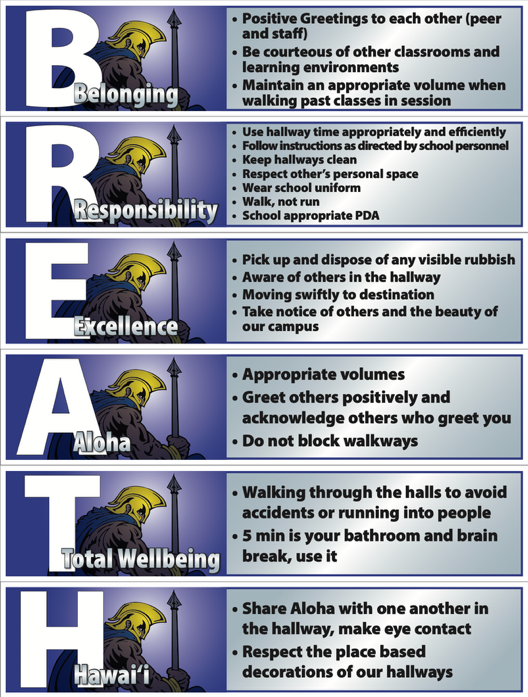 B
Belonging
• Positive Greetings to each other (peer
and staff)
• Be courteous of other classrooms and
learning environments
• Maintain an appropriate volume when
walking past classes in session
R
Responsibility
• Use hallway time appropriately and efficiently
• Follow instructions as directed by school personnel
• Keep hallways clean
• Respect other's personal space
• Wear school uniform
• Walk, not run
• School appropriate PDA
E
Excellence
• Pick up and dispose of any visible rubbish
• Aware of others in the hallway
• Moving swiftly to destination
• Take notice of others and the beauty of
our campus
A
Aloha
• Appropriate volumes
• Greet others positively and
acknowledge others who greet you
• Do not block walkways
T
Total Wellbeing
• Walking through the halls to avoid
accidents or running into people
• 5 min is your bathroom and brain
break, use it
H
Hawai‘i
• Share Aloha with one another in
the hallway, make eye contact
• Respect the place based
decorations of our hallways